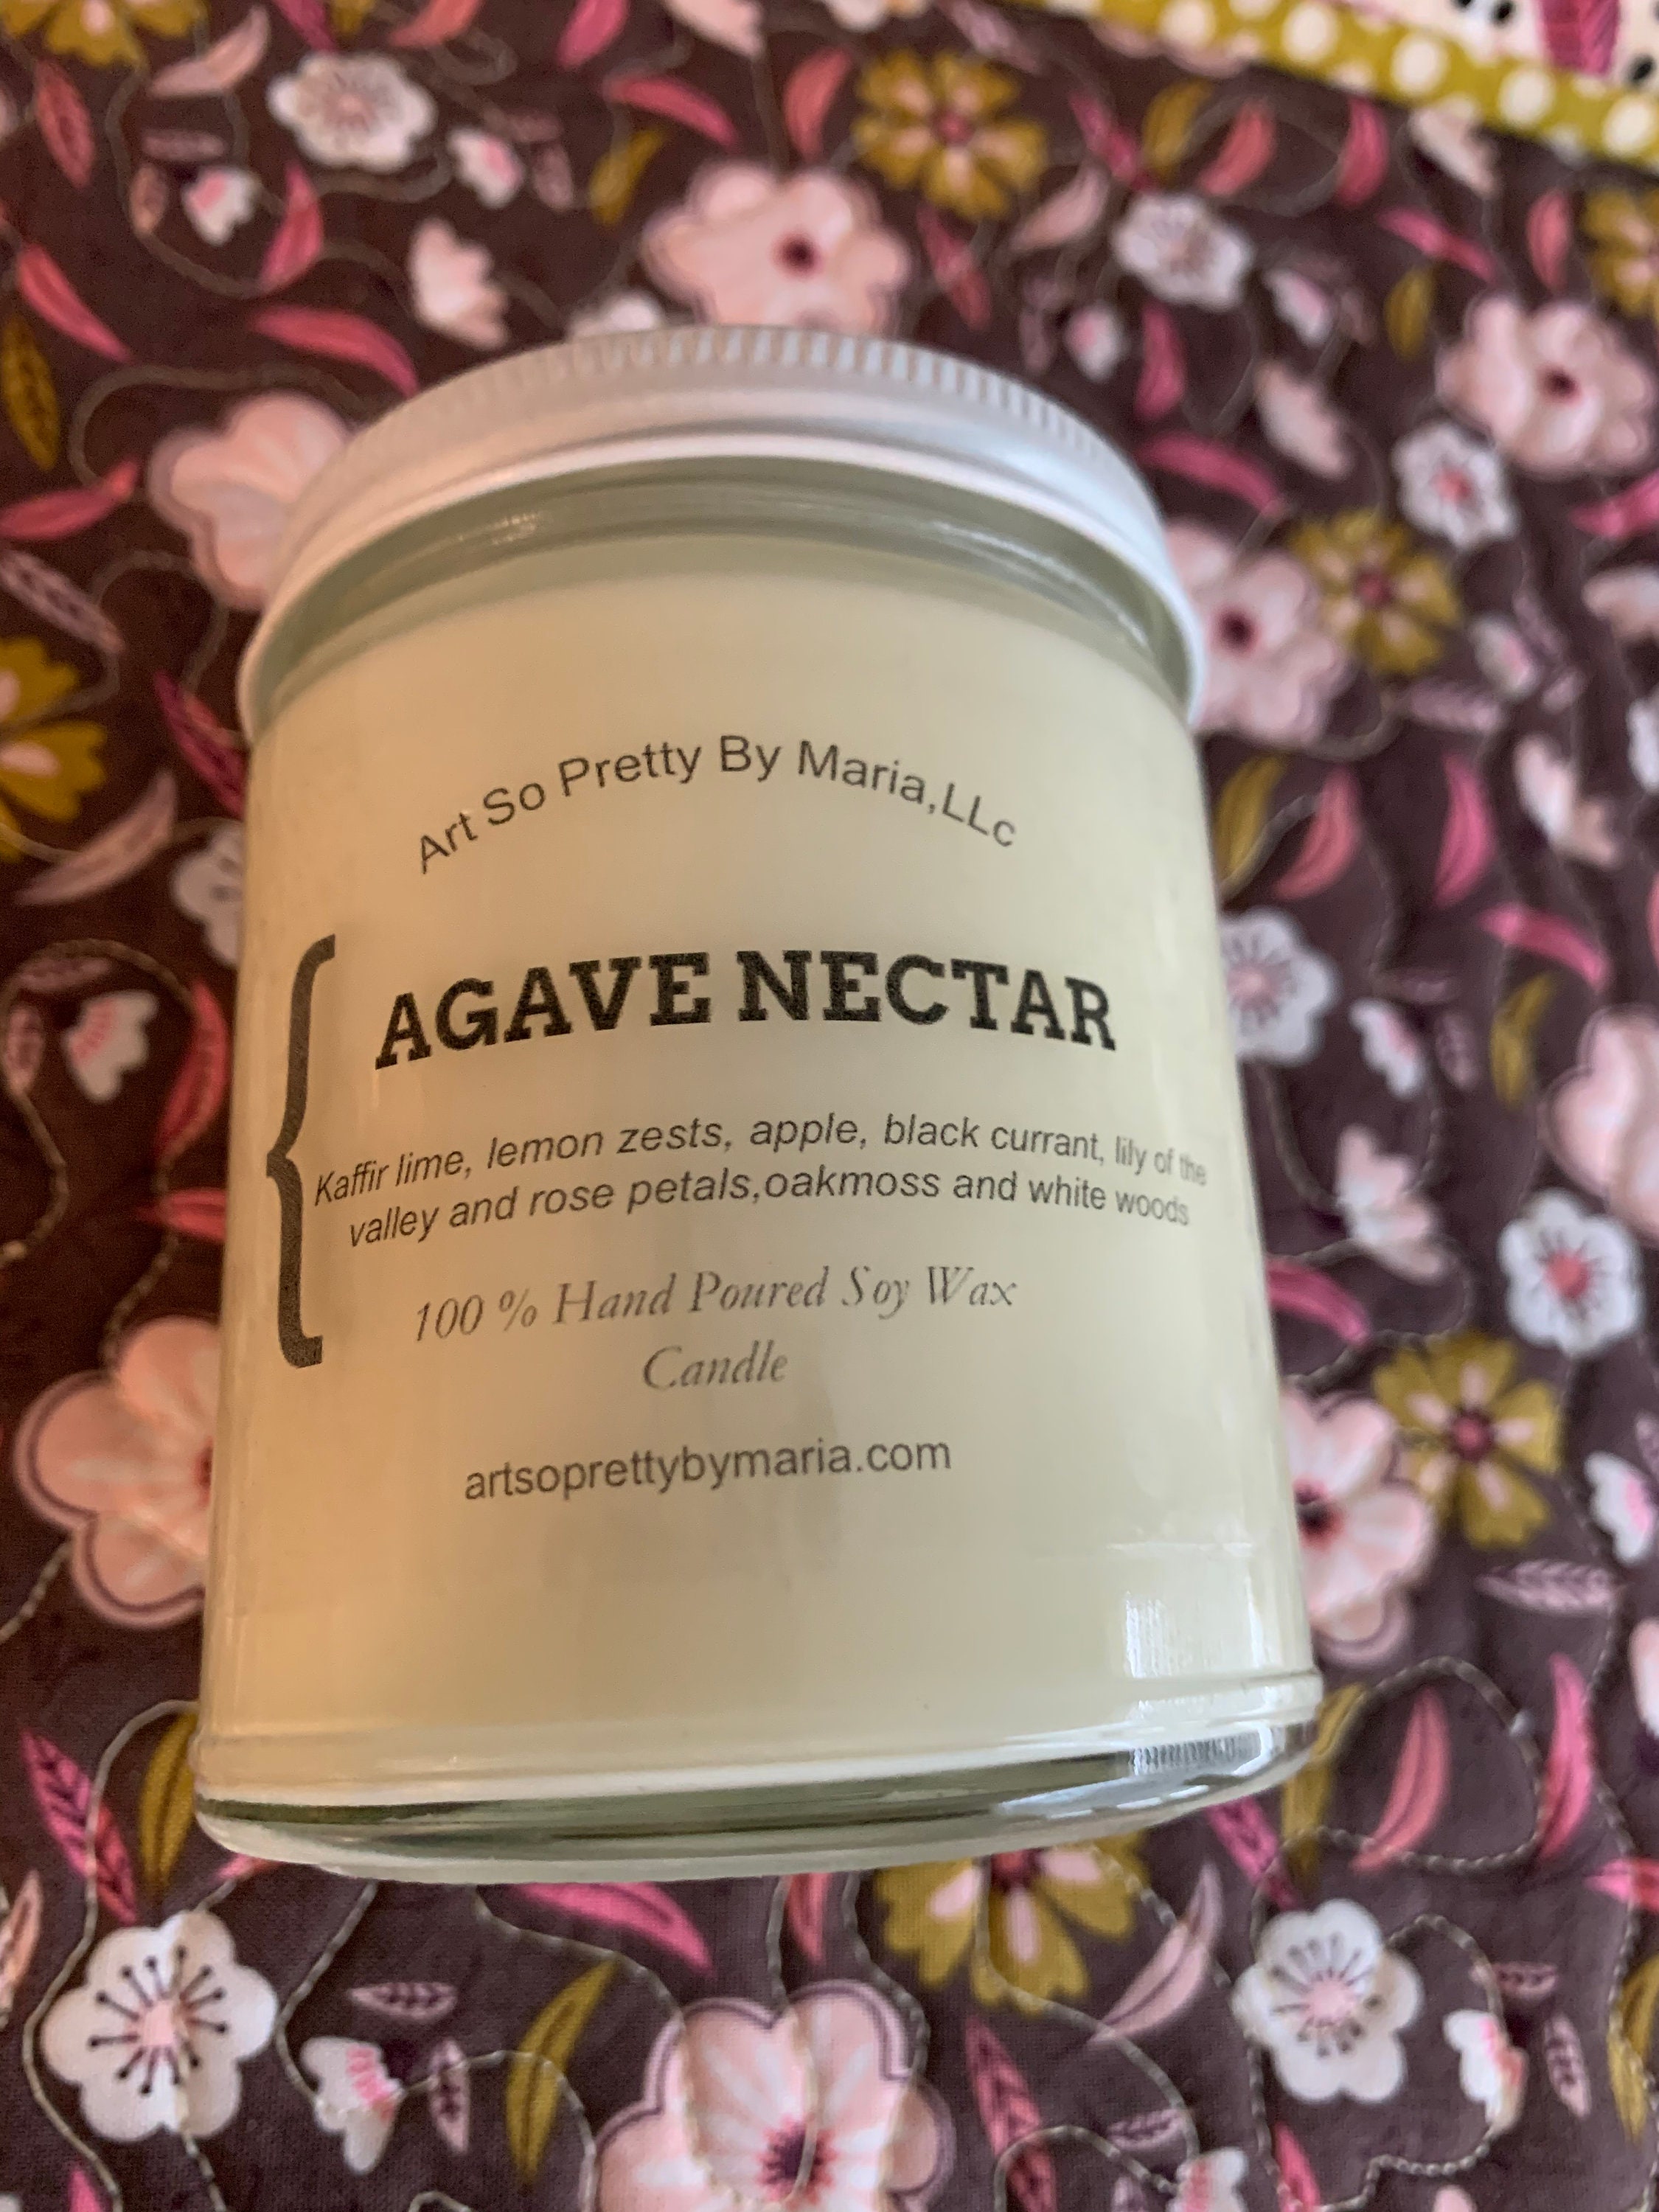 Art So Pretty By Maria,LLc
{
AGAVE NECTAR
Kaffir lime, lemon zests, apple, black currant, lily of the
valley and rose petals,oakmoss and white woods
100 % Hand Poured Soy Wax
Candle
artsoprettybymaria.com